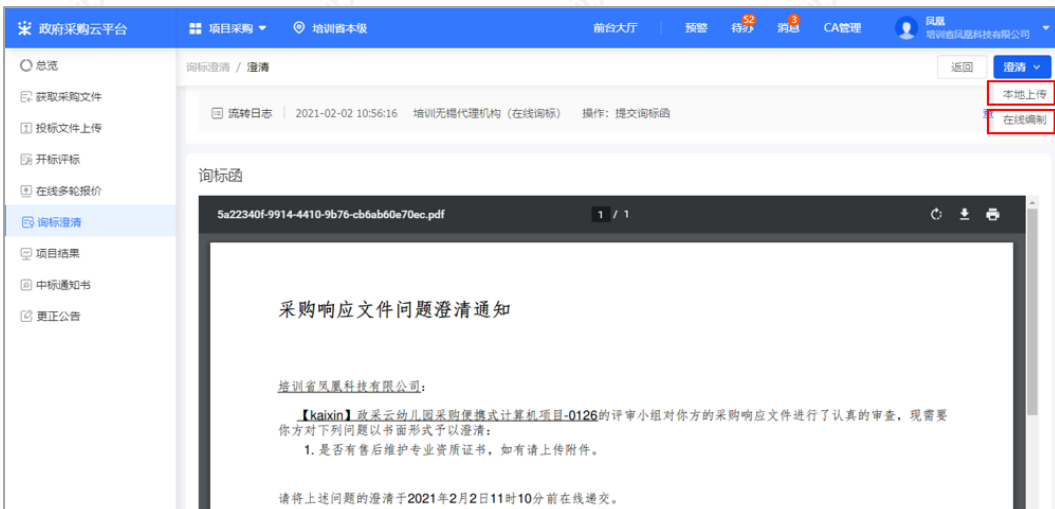 政府采购云平台
项目采购
培训省本级
前台大厅
预警
待办
52
消息
3
CA管理
凤凰
培训省凤凰科技有限公司
总览
获取采购文件
投标文件上传
开标评标
在线多轮报价
询标澄清
项目结果
中标通知书
更正公告
询标澄清 / 澄清
返回
澄清
本地上传
在线编制
流转日志 2021-02-02 10:56:16 培训无锡代理机构（在线询标） 操作：提交询标函
询标函
5a22340f-9914-4410-9b76-cb6ab60e70ec.pdf
1 / 1
采购响应文件问题澄清通知
培训省凤凰科技有限公司：
【kaixin】政采云幼儿园采购便携式计算机项目-0126的评审小组对你方的采购响应文件进行了认真的审查，现需要
你方对下列问题以书面形式予以澄清：
1. 是否有售后维护专业资质证书，如有请上传附件。
请将上述问题的澄清于2021年2月2日11时10分前在线递交。